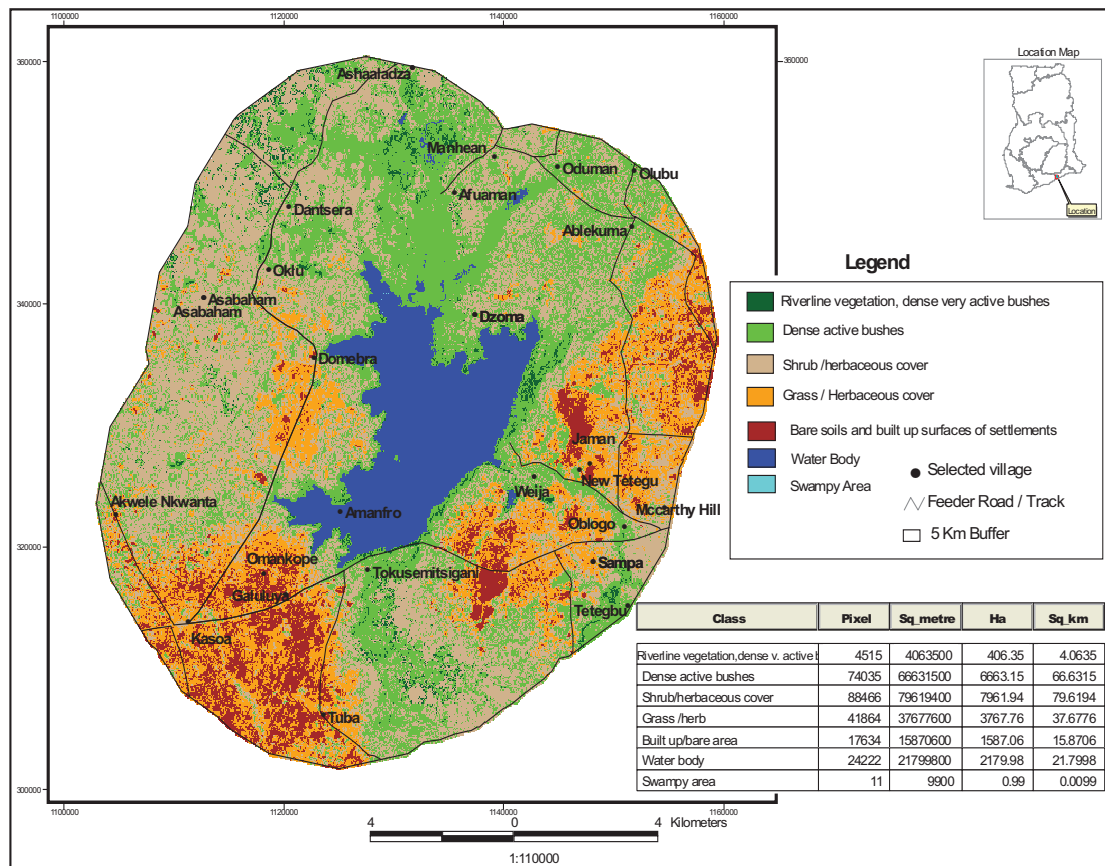 1100000 1120000 1140000 1160000
360000
360000
340000
320000
300000
1100000 1120000 1140000 1160000
Ashaaladza
Manhean
Oduman
Olubu
Afuaman
Dantsera
Ablekuma
Oklu
Asabaham
Asabaham
Dzoma
Domebra
Jaman
New Tetegu
Weija
Akwele Nkwanta
Mccarthy Hill
Amanfro
Oblogo
Omankope
Sampa
Tokusemitsigani
Galuluya
Tetegbu
Kasoa
Tuba
Location Map
Location
Legend
Riverline vegetation, dense very active bushes
Dense active bushes
Shrub /herbaceous cover
Grass / Herbaceous cover
Bare soils and built up surfaces of settlements
Water Body
Swampy Area
Selected village
Feeder Road / Track
5 Km Buffer
Class Pixel Sq_metre Ha Sq_km
Riverline vegetation,dense v. active b 4515 4063500 406.35 4.0635
Dense active bushes 74035 66631500 6663.15 66.6315
Shrub/herbaceous cover 88466 79619400 7961.94 79.6194
Grass /herb 41864 37677600 3767.76 37.6776
Built up/bare area 17634 15870600 1587.06 15.8706
Water body 24222 21799800 2179.98 21.7998
Swampy area 11 9900 0.99 0.0099
4 0 4 Kilometers
1:110000